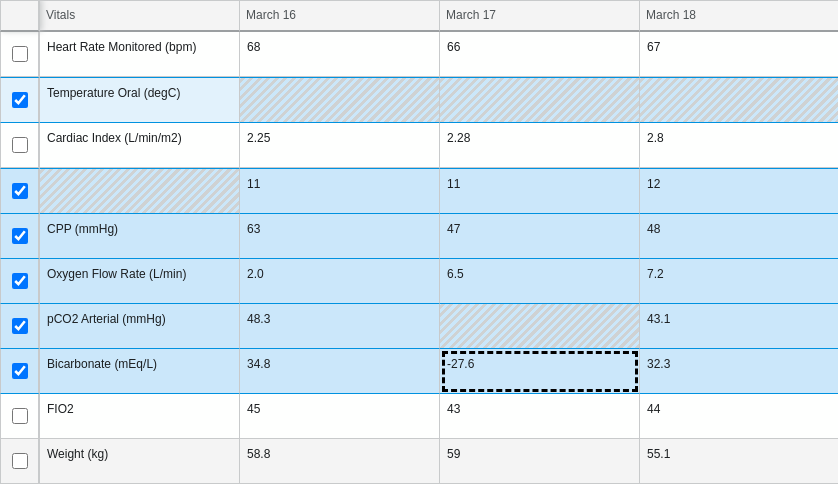 Vitals March 16 March 17 March 18
Heart Rate Monitored (bpm) 68 66 67
Temperature Oral (degC)
Cardiac Index (L/min/m2) 2.25 2.28 2.8
11 11 12
CPP (mmHg) 63 47 48
Oxygen Flow Rate (L/min) 2.0 6.5 7.2
pCO2 Arterial (mmHg) 48.3 43.1
Bicarbonate (mEq/L) 34.8 -27.6 32.3
FIO2 45 43 44
Weight (kg) 58.8 59 55.1